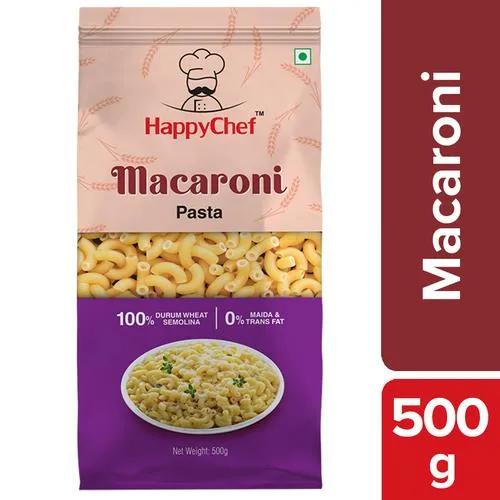 HappyChef™
Macaroni
Pasta
100% DURUM WHEAT SEMOLINA
0% MAIDA & TRANS FAT
Net Weight: 500g
Macaroni
500
g